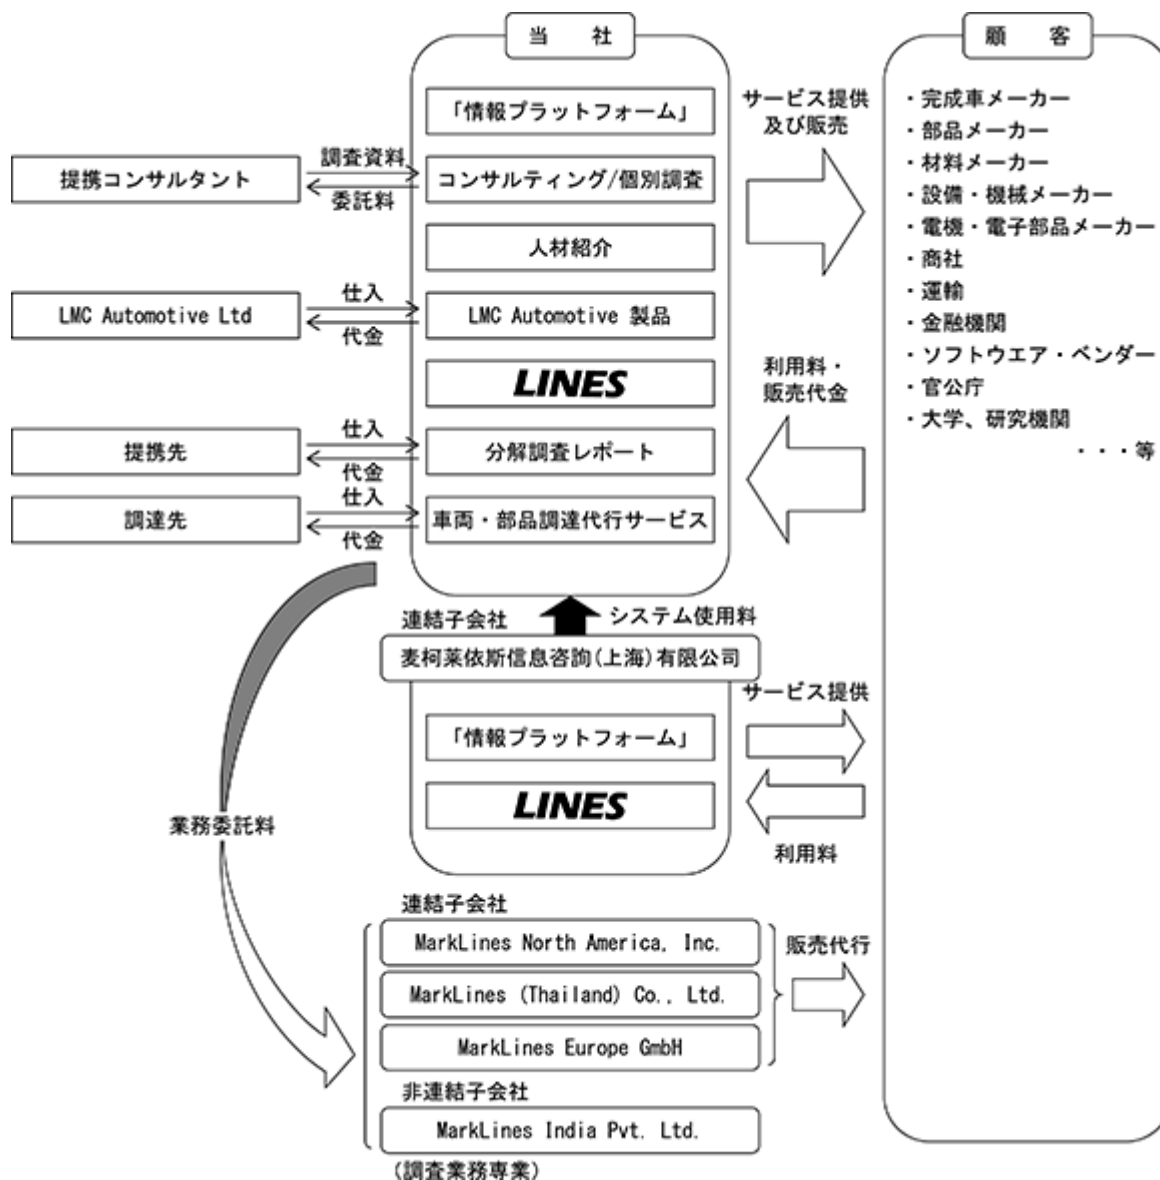 当　社
「情報プラットフォーム」
コンサルティング/個別調査
人材紹介
LMC Automotive 製品
LINES
分解調査レポート
車両・部品調達代行サービス
提携コンサルタント
調査資料
委託料
LMC Automotive Ltd
仕入
代金
提携先
仕入
代金
調達先
仕入
代金
サービス提供
及び販売
利用料・
販売代金
顧　客
・完成車メーカー
・部品メーカー
・材料メーカー
・設備・機械メーカー
・電機・電子部品メーカー
・商社
・運輸
・金融機関
・ソフトウエア・ベンダー
・官公庁
・大学、研究機関
・・・等
連結子会社
システム使用料
麦柯莱依斯信息咨詢(上海)有限公司
「情報プラットフォーム」
LINES
サービス提供
利用料
業務委託料
連結子会社
MarkLines North America, Inc.
MarkLines (Thailand) Co., Ltd.
MarkLines Europe GmbH
販売代行
非連結子会社
MarkLines India Pvt. Ltd.
(調査業務専業)